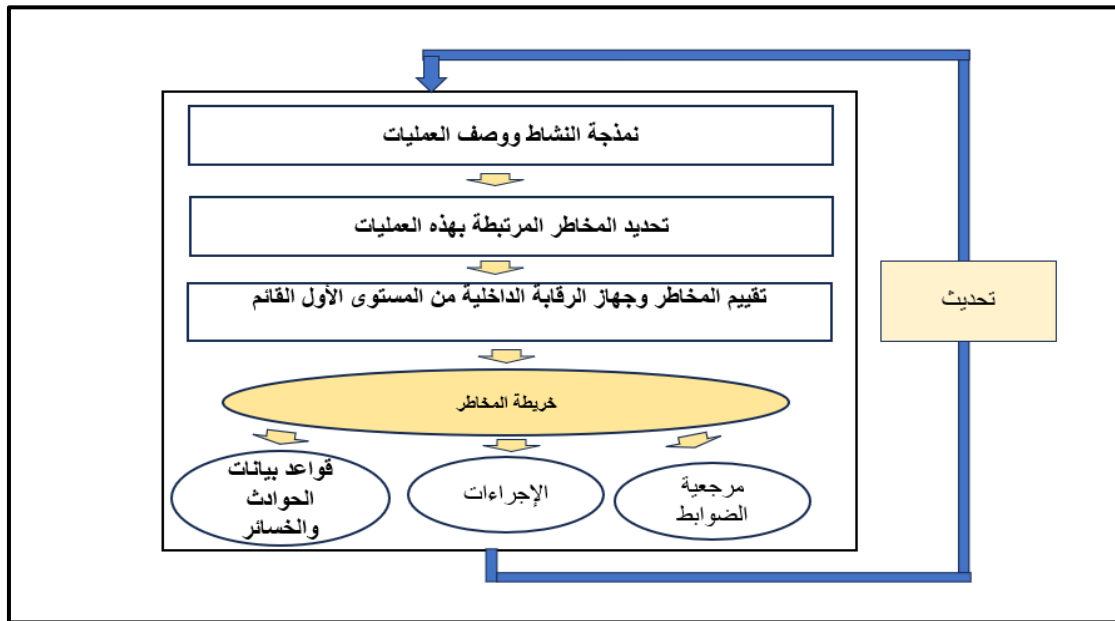 نمذجة النشاط ووصف العمليات
تحديد المخاطر المرتبطة بهذه العمليات
تقييم المخاطر وجهاز الرقابة الداخلية من المستوى الأول القائم
تحديث
خريطة المخاطر
مرجعية
الضوابط
الإجراءات
قواعد بيانات
الحوادث
والخسائر